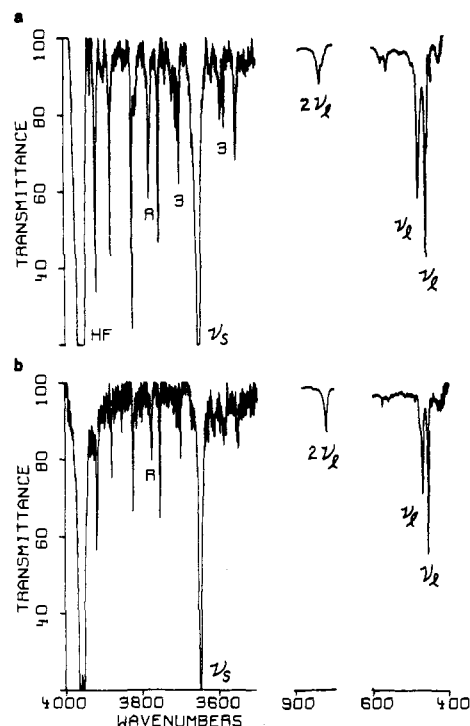 a
100
80
60
40
TRANSMITTANCE
HF
R
3
3
νs
2νℓ
νℓ
νℓ
b
100
80
60
40
TRANSMITTANCE
R
νs
2νℓ
νℓ
νℓ
4000 3800 3600 900 600 400
WAVENUMBERS